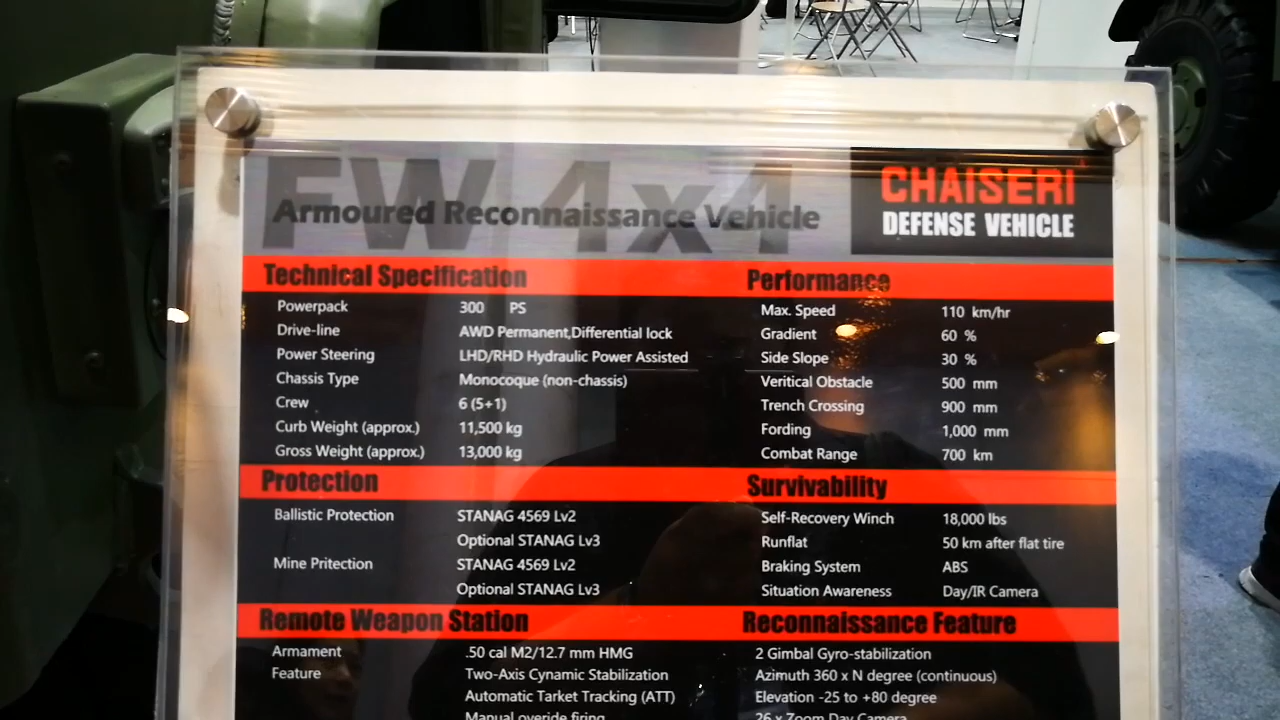 FW 4x4
Armoured Reconnaissance Vehicle
CHAISERI
DEFENSE VEHICLE
Technical Specification
Powerpack 300 PS
Drive-line AWD Permanent,Differential lock
Power Steering LHD/RHD Hydraulic Power Assisted
Chassis Type Monocoque (non-chassis)
Crew 6 (5+1)
Curb Weight (approx.) 11,500 kg
Gross Weight (approx.) 13,000 kg
Performance
Max. Speed 110 km/hr
Gradient 60 %
Side Slope 30 %
Veritical Obstacle 500 mm
Trench Crossing 900 mm
Fording 1,000 mm
Combat Range 700 km
Protection
Ballistic Protection STANAG 4569 Lv2
Optional STANAG Lv3
Mine Pritection STANAG 4569 Lv2
Optional STANAG Lv3
Survivability
Self-Recovery Winch 18,000 lbs
Runflat 50 km after flat tire
Braking System ABS
Situation Awareness Day/IR Camera
Remote Weapon Station
Armament .50 cal M2/12.7 mm HMG
Feature Two-Axis Cynamic Stabilization
Automatic Tarket Tracking (ATT)
Manual overide firing
Reconnaissance Feature
2 Gimbal Gyro-stabilization
Azimuth 360 x N degree (continuous)
Elevation -25 to +80 degree
26 x Zoom Day Camera